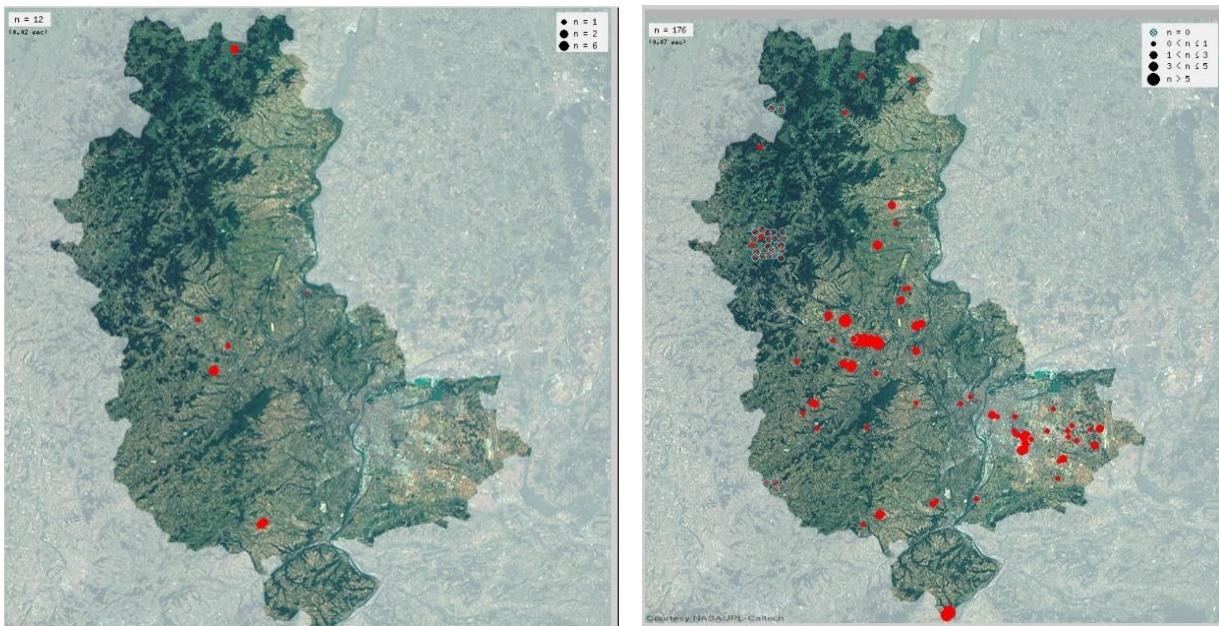 n = 12
(0.02 sec)
n = 1
n = 2
n = 6
n = 176
(0.07 sec)
n = 0
0 < n ≤ 1
1 < n ≤ 3
3 < n ≤ 5
n > 5
Courtesy NASA/JPL-Caltech